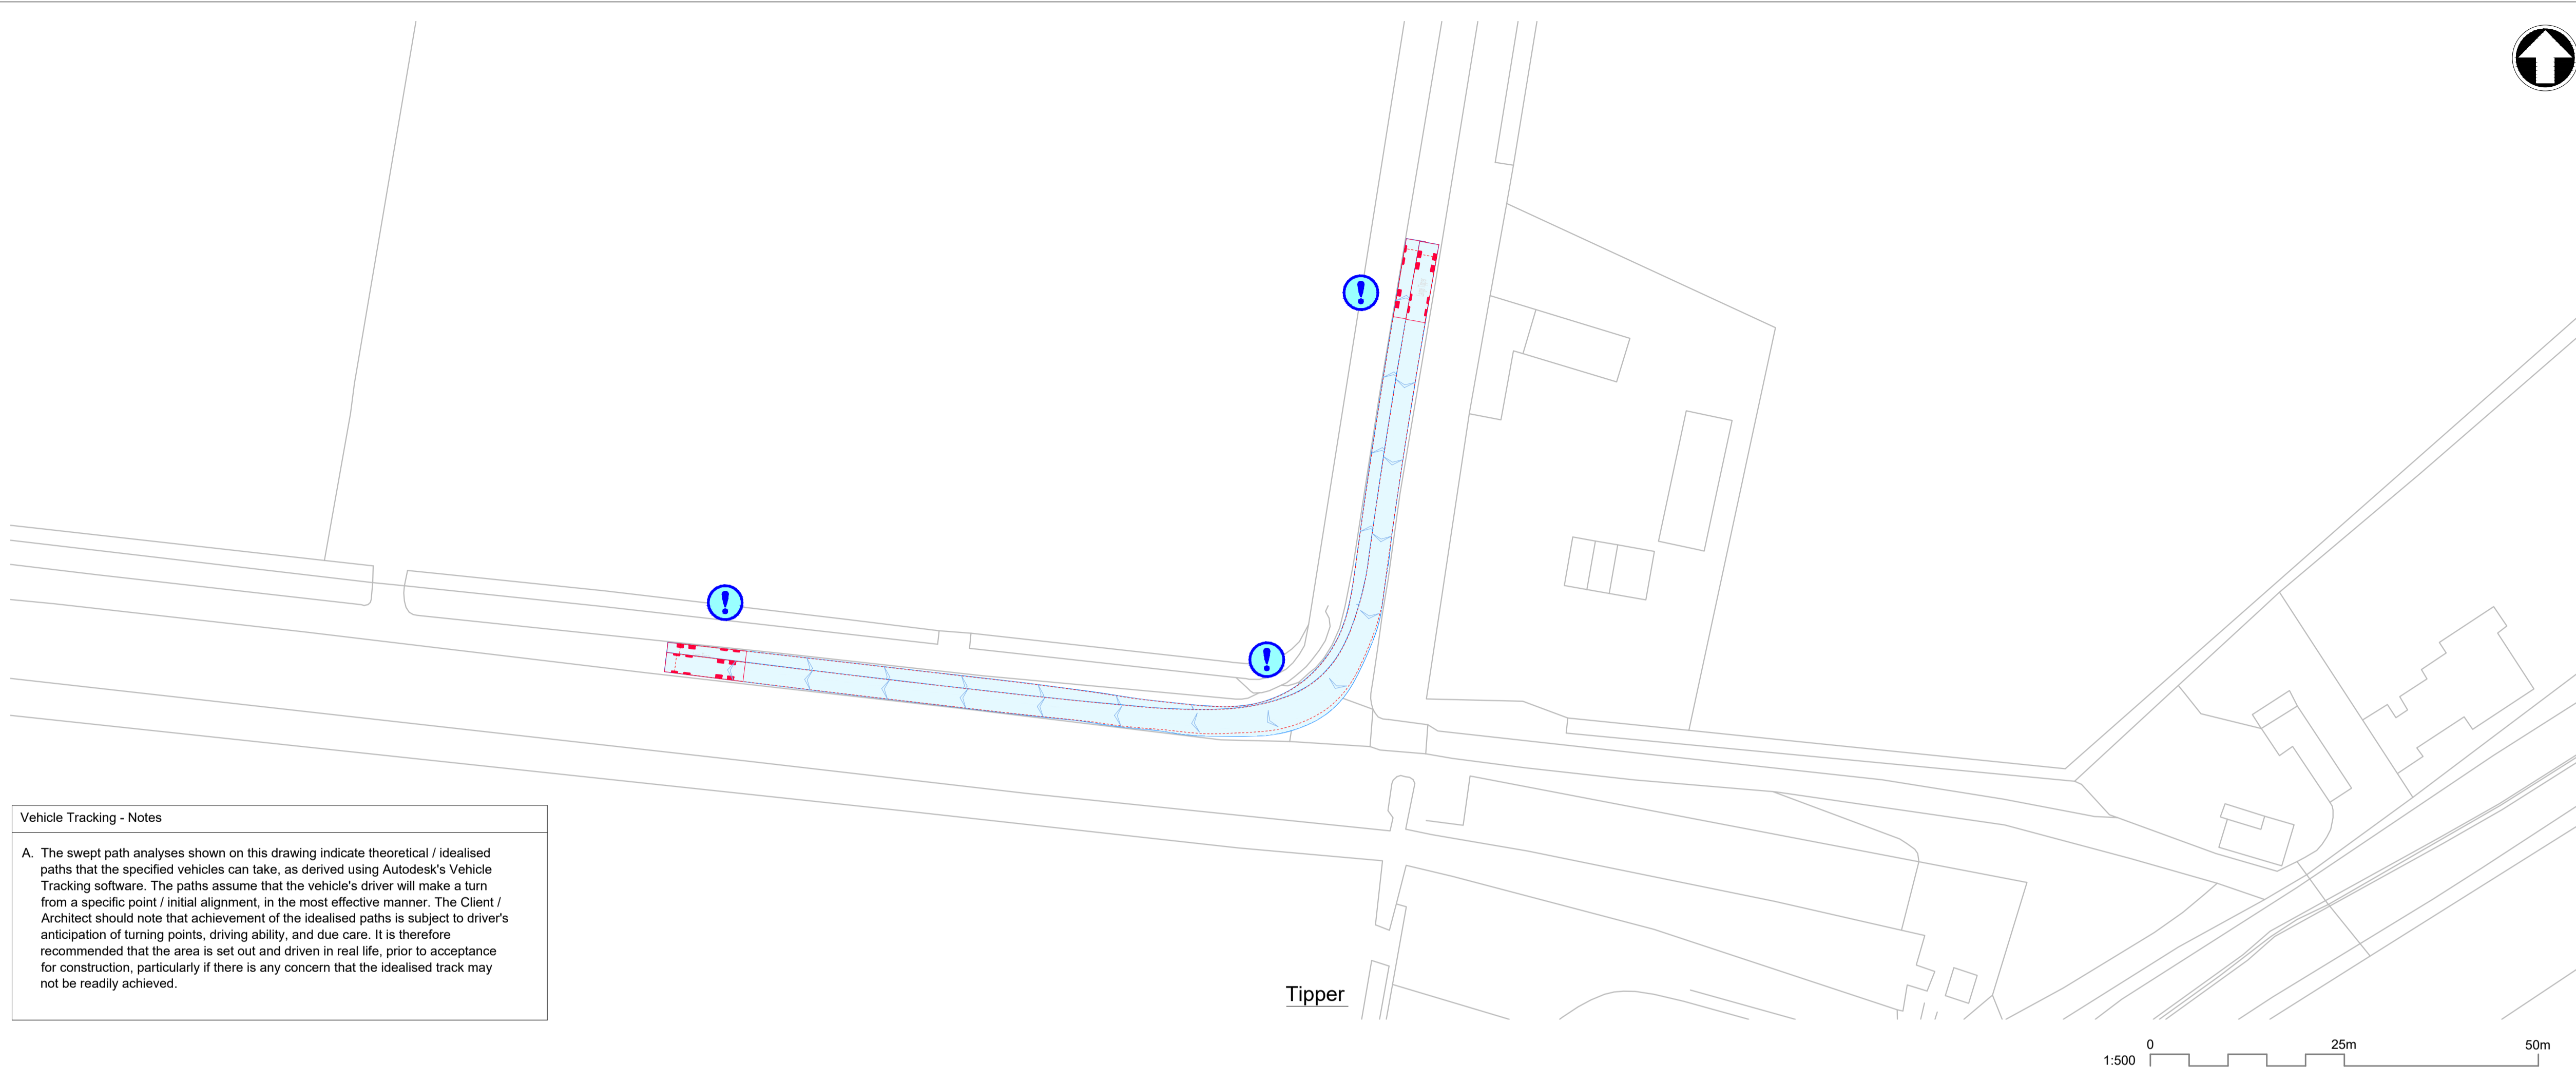 !
!
!
Vehicle Tracking - Notes
A. The swept path analyses shown on this drawing indicate theoretical / idealised
paths that the specified vehicles can take, as derived using Autodesk's Vehicle
Tracking software. The paths assume that the vehicle's driver will make a turn
from a specific point / initial alignment, in the most effective manner. The Client /
Architect should note that achievement of the idealised paths is subject to driver's
anticipation of turning points, driving ability, and due care. It is therefore
recommended that the area is set out and driven in real life, prior to acceptance
for construction, particularly if there is any concern that the idealised track may
not be readily achieved.
Tipper
0 25m 50m
1:500